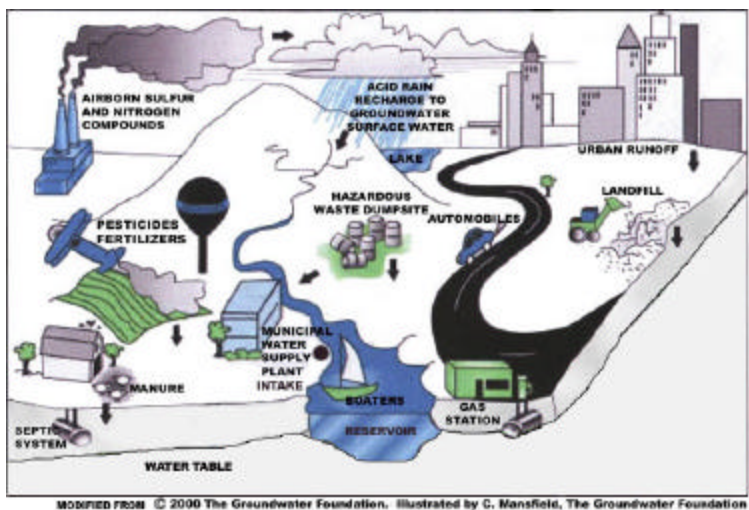 AIRBORN SULFUR
AND NITROGEN
COMPOUNDS
ACID RAIN
RECHARGE TO
GROUNDWATER
SURFACE WATER
LAKE
URBAN RUNOFF
LANDFILL
HAZARDOUS
WASTE DUMPSITE
AUTOMOBILES
PESTICIDES
FERTILIZERS
MUNICIPAL
WATER
SUPPLY
PLANT
INTAKE
MANURE
BOATERS
GAS
STATION
SEPTIC
SYSTEM
RESERVOIR
WATER TABLE
MODIFIED FROM © 2000 The Groundwater Foundation. Illustrated by C. Mansfield, The Groundwater Foundation